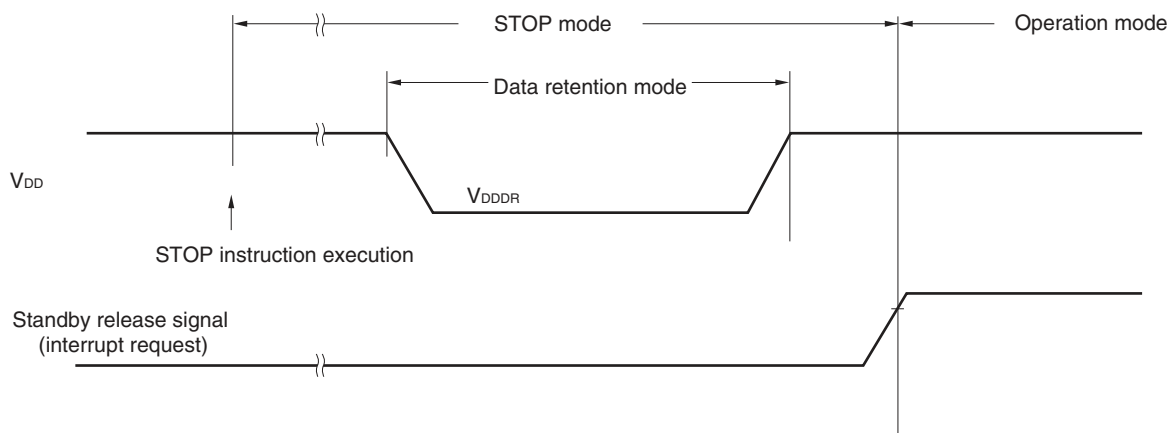 STOP mode
Operation mode
Data retention mode
VDD
VDDDR
STOP instruction execution
Standby release signal
(interrupt request)